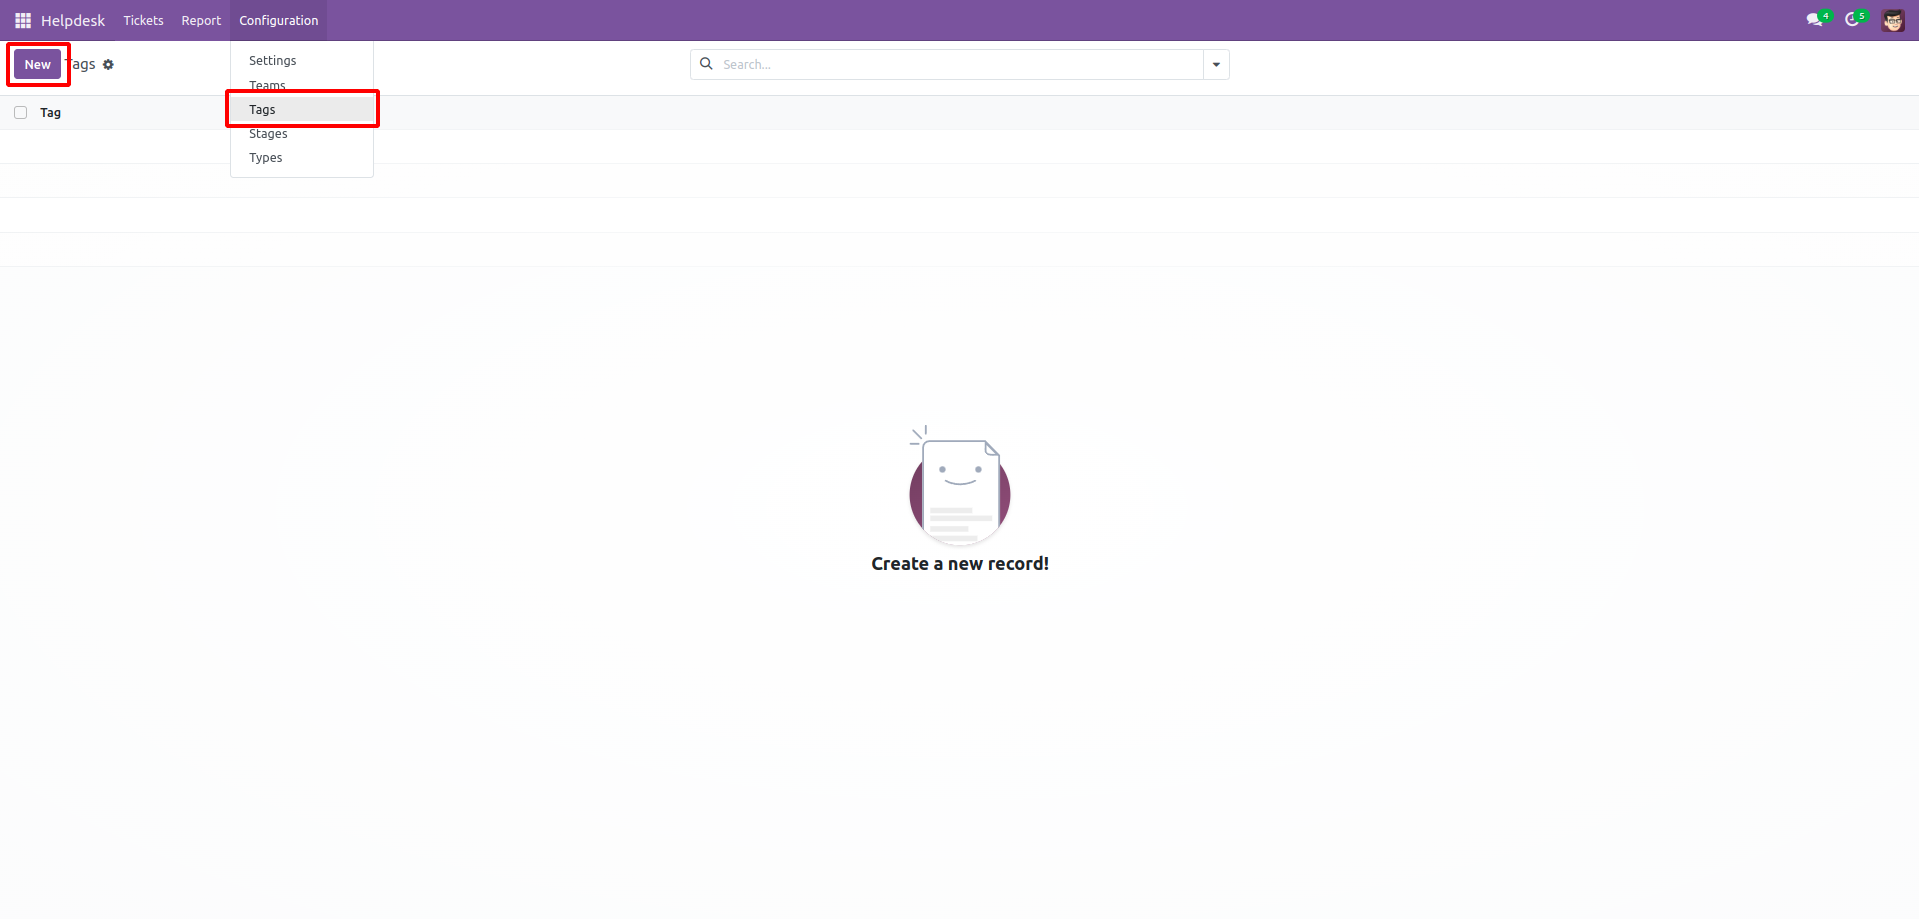 Helpdesk Tickets Report Configuration 4 5
New Tags Search...
Settings
Teams
Tags
Stages
Types
Tag
Create a new record!